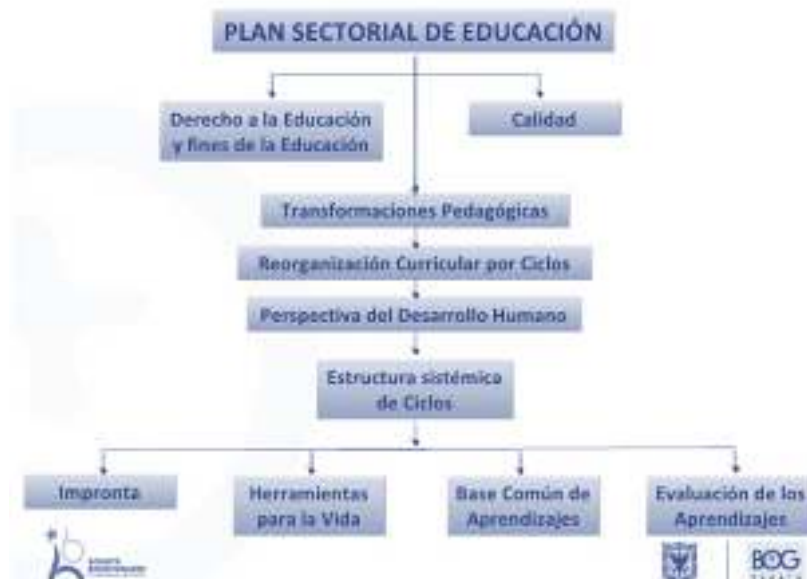 PLAN SECTORIAL DE EDUCACIÓN
Derecho a la Educación
y fines de la Educación
Calidad
Transformaciones Pedagógicas
Reorganización Curricular por Ciclos
Perspectiva del Desarrollo Humano
Estructura sistémica
de Ciclos
Impronta
Herramientas
para la Vida
Base Común de
Aprendizajes
Evaluación de los
Aprendizajes
BOG